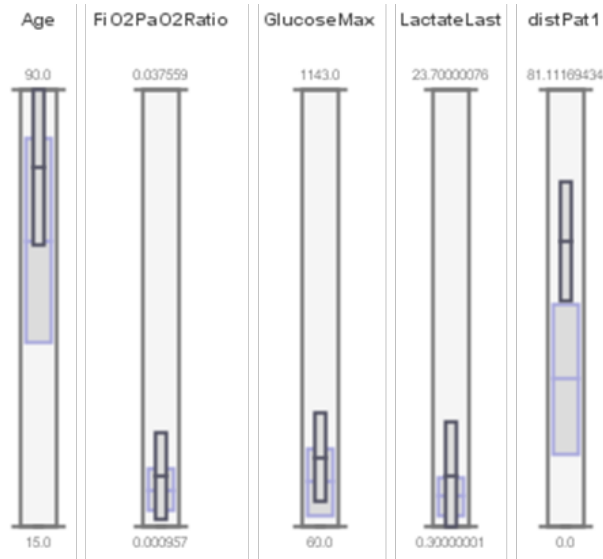 Age FiO2PaO2Ratio GlucoseMax LactateLast distPat1
90.0 0.037559 1143.0 23.70000076 81.11169434
15.0 0.000957 60.0 0.30000001 0.0